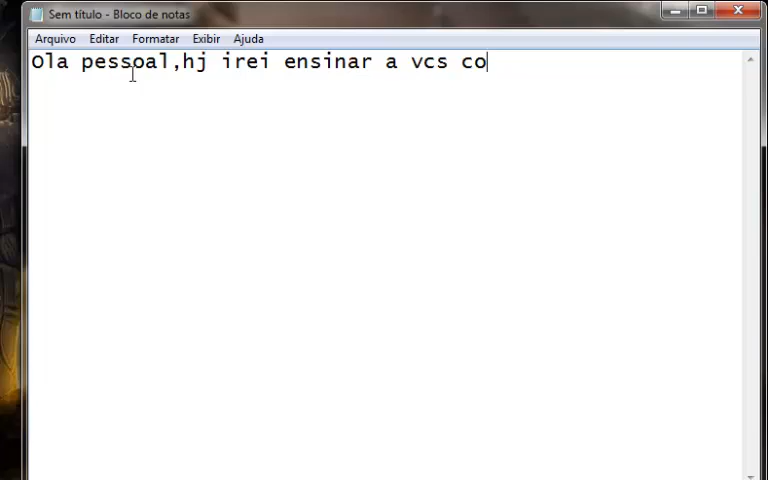 Sem título - Bloco de notas
Arquivo Editar Formatar Exibir Ajuda
Ola pessoal,hj irei ensinar a vcs co